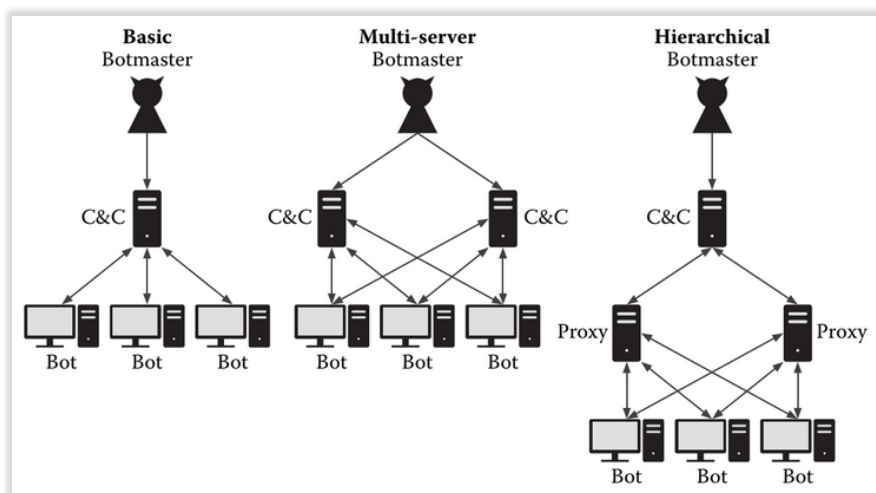 Basic
Botmaster
C&C
Bot
Bot
Bot
Multi-server
Botmaster
C&C
C&C
Bot
Bot
Bot
Hierarchical
Botmaster
C&C
Proxy
Proxy
Bot
Bot
Bot